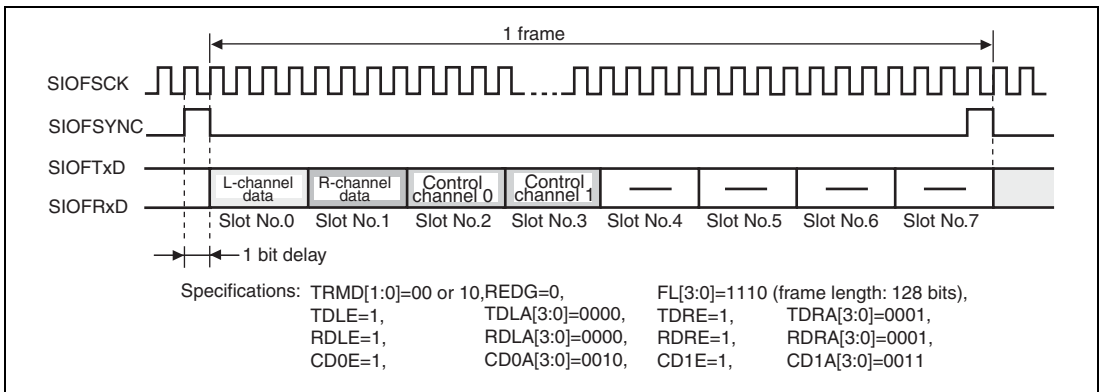 1 frame
SIOFSCK
SIOFSYNC
SIOFTxD
SIOFRxD
L-channel data
R-channel data
Control channel 0
Control channel 1
Slot No.0 Slot No.1 Slot No.2 Slot No.3 Slot No.4 Slot No.5 Slot No.6 Slot No.7
1 bit delay
Specifications: TRMD[1:0]=00 or 10,REDG=0, FL[3:0]=1110 (frame length: 128 bits),
TDLE=1, TDLA[3:0]=0000, TDRE=1, TDRA[3:0]=0001,
RDLE=1, RDLA[3:0]=0000, RDRE=1, RDRA[3:0]=0001,
CD0E=1, CD0A[3:0]=0010, CD1E=1, CD1A[3:0]=0011